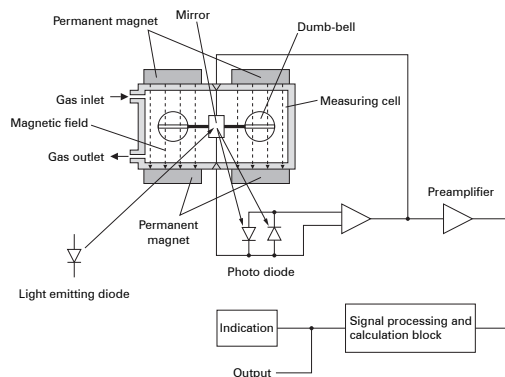 Permanent magnet
Mirror
Dumb-bell
Gas inlet
Measuring cell
Magnetic field
Gas outlet
Preamplifier
Permanent
magnet
Photo diode
Light emitting diode
Indication
Signal processing and
calculation block
Output